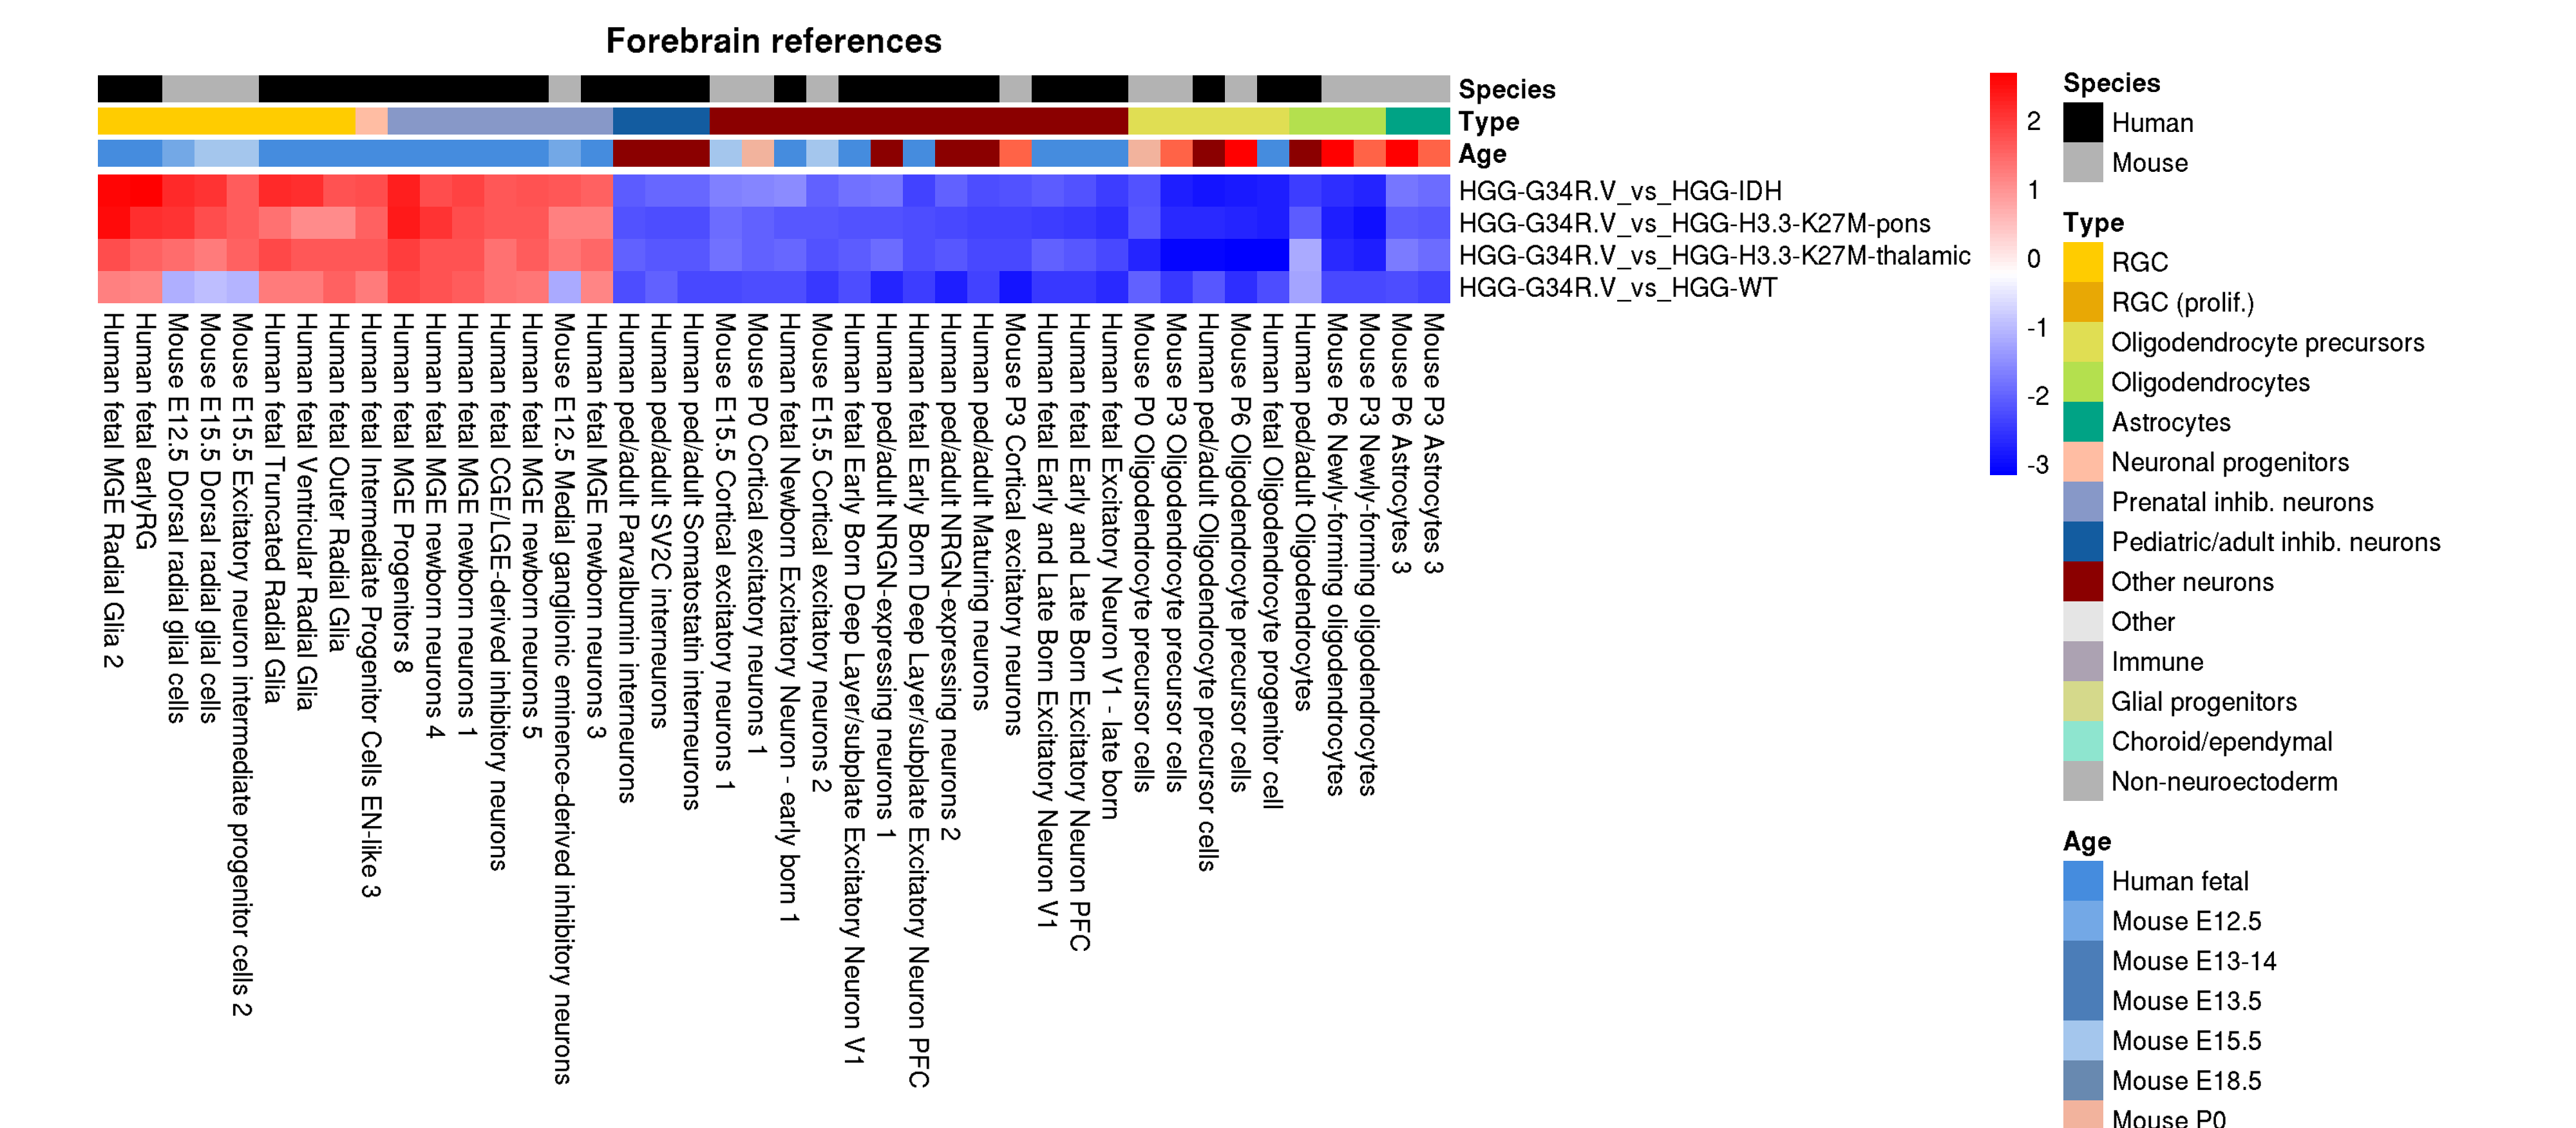 Forebrain references
Species
Type
Age
HGG-G34R.V_vs_HGG-IDH
HGG-G34R.V_vs_HGG-H3.3-K27M-pons
HGG-G34R.V_vs_HGG-H3.3-K27M-thalamic
HGG-G34R.V_vs_HGG-WT
Human fetal MGE Radial Glia 2
Human fetal earlyRG
Mouse E12.5 Dorsal radial glial cells
Mouse E15.5 Dorsal radial glial cells
Mouse E15.5 Excitatory neuron intermediate progenitor cells 2
Human fetal Truncated Radial Glia
Human fetal Ventricular Radial Glia
Human fetal Outer Radial Glia
Human fetal Intermediate Progenitor Cells EN-like 3
Human fetal MGE Progenitors 8
Human fetal MGE newborn neurons 4
Human fetal MGE newborn neurons 1
Human fetal CGE/LGE-derived inhibitory neurons
Human fetal MGE newborn neurons 5
Mouse E12.5 Medial ganglionic eminence-derived inhibitory neurons
Human fetal MGE newborn neurons 3
Human ped/adult Parvalbumin interneurons
Human ped/adult SV2C interneurons
Human ped/adult Somatostatin interneurons
Mouse E15.5 Cortical excitatory neurons 1
Mouse P0 Cortical excitatory neurons 1
Human fetal Newborn Excitatory Neuron - early born 1
Mouse E15.5 Cortical excitatory neurons 2
Human fetal Early Born Deep Layer/subplate Excitatory Neuron V1
Human ped/adult NRGN-expressing neurons 1
Human fetal Early Born Deep Layer/subplate Excitatory Neuron PFC
Human ped/adult NRGN-expressing neurons 2
Human ped/adult Maturing neurons
Mouse P3 Cortical excitatory neurons
Human fetal Early and Late Born Excitatory Neuron V1
Human fetal Early and Late Born Excitatory Neuron PFC
Human fetal Excitatory Neuron V1 - late born
Mouse P0 Oligodendrocyte precursor cells
Mouse P3 Oligodendrocyte precursor cells
Human ped/adult Oligodendrocyte precursor cells
Mouse P6 Oligodendrocyte precursor cells
Human fetal Oligodendrocyte progenitor cell
Human ped/adult Oligodendrocytes
Mouse P6 Newly-forming oligodendrocytes
Mouse P3 Newly-forming oligodendrocytes
Mouse P6 Astrocytes 3
Mouse P3 Astrocytes 3
2
1
0
-1
-2
-3
Species
Human
Mouse
Type
RGC
RGC (prolif.)
Oligodendrocyte precursors
Oligodendrocytes
Astrocytes
Neuronal progenitors
Prenatal inhib. neurons
Pediatric/adult inhib. neurons
Other neurons
Other
Immune
Glial progenitors
Choroid/ependymal
Non-neuroectoderm
Age
Human fetal
Mouse E12.5
Mouse E13-14
Mouse E13.5
Mouse E15.5
Mouse E18.5
Mouse P0